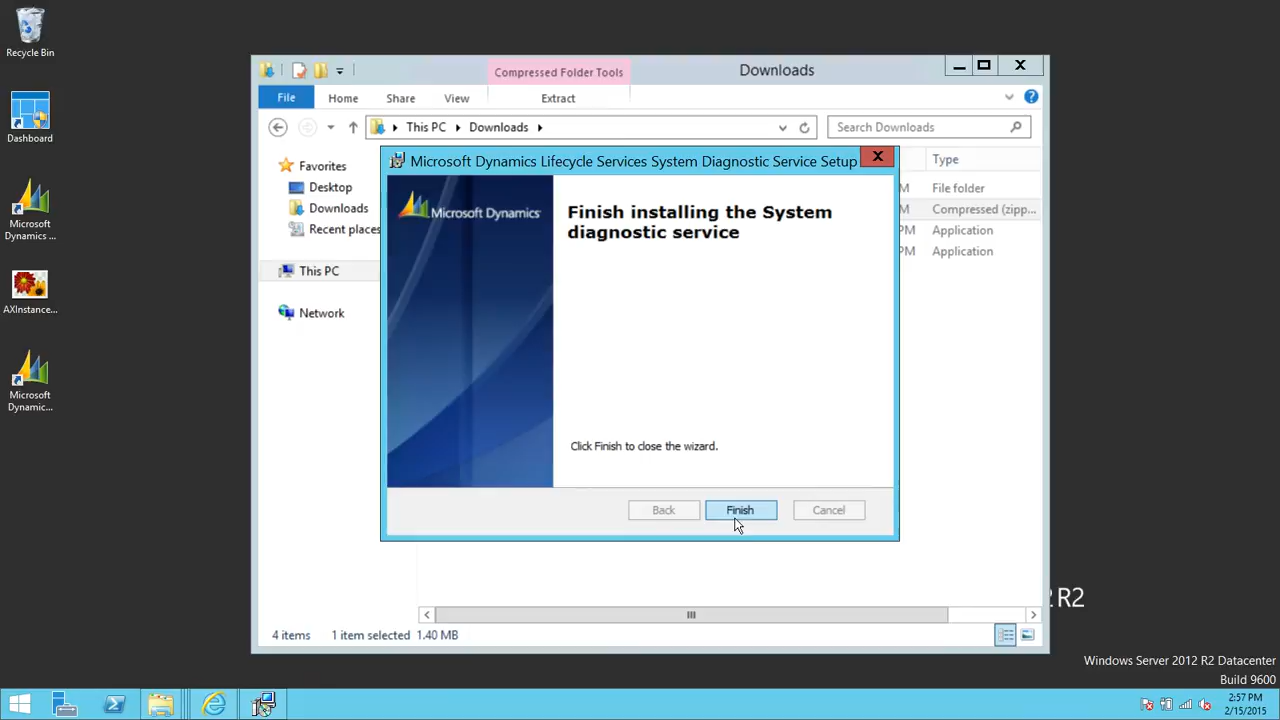 Recycle Bin
Dashboard
Microsoft
Dynamics ...
AXInstance...
Microsoft
Dynamic...
Compressed Folder Tools
Downloads
File
Home
Share
View
Extract
This PC
Downloads
Search Downloads
Favorites
Desktop
Downloads
Recent places
This PC
Network
Type
M
File folder
M
Compressed (zipp...
PM
Application
PM
Application
Microsoft Dynamics Lifecycle Services System Diagnostic Service Setup
X
Microsoft Dynamics
Finish installing the System
diagnostic service
Click Finish to close the wizard.
Back
Finish
Cancel
4 items
1 item selected 1.40 MB
2 R2
Windows Server 2012 R2 Datacenter
Build 9600
2:57 PM
2/15/2015